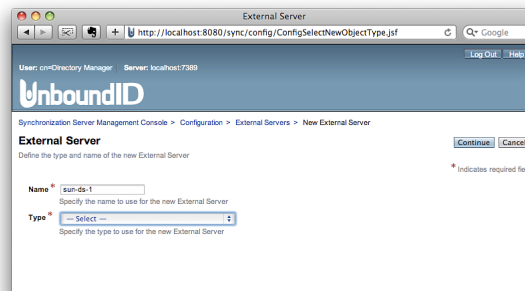 External Server
http://localhost:8080/sync/config/ConfigSelectNewObjectType.jsf
Google
Log Out Help
User: cn=Directory Manager Server: localhost:7389
UnboundID
Synchronization Server Management Console > Configuration > External Servers > New External Server
External Server
Continue Cancel
Define the type and name of the new External Server
* Indicates required fie
Name * sun-ds-1
Specify the name to use for the new External Server
Type * — Select —
Specify the type to use for the new External Server